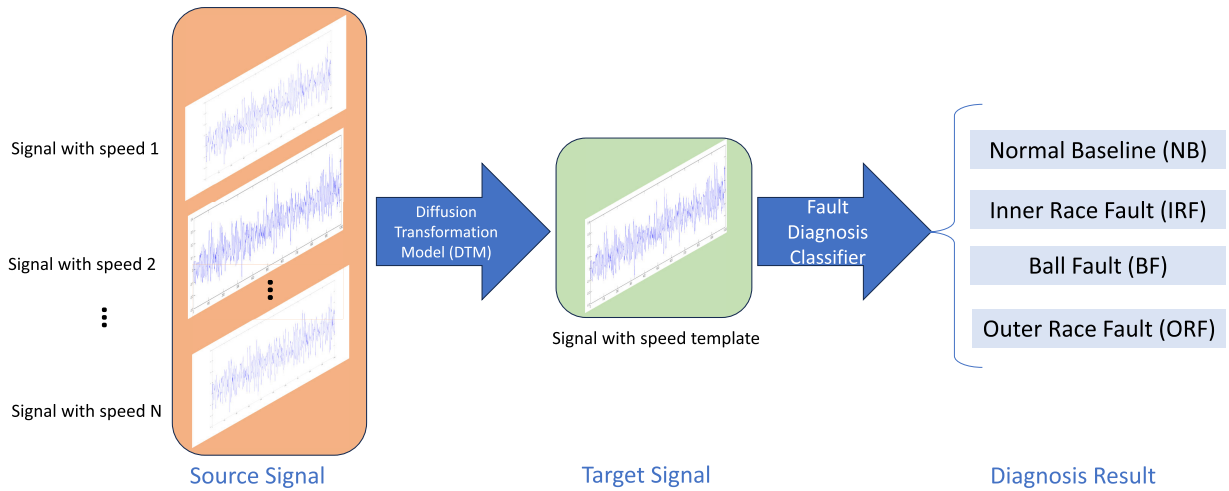 Signal with speed 1
Signal with speed 2
Signal with speed N
Source Signal
Diffusion
Transformation
Model (DTM)
Signal with speed template
Target Signal
Fault
Diagnosis
Classifier
Normal Baseline (NB)
Inner Race Fault (IRF)
Ball Fault (BF)
Outer Race Fault (ORF)
Diagnosis Result